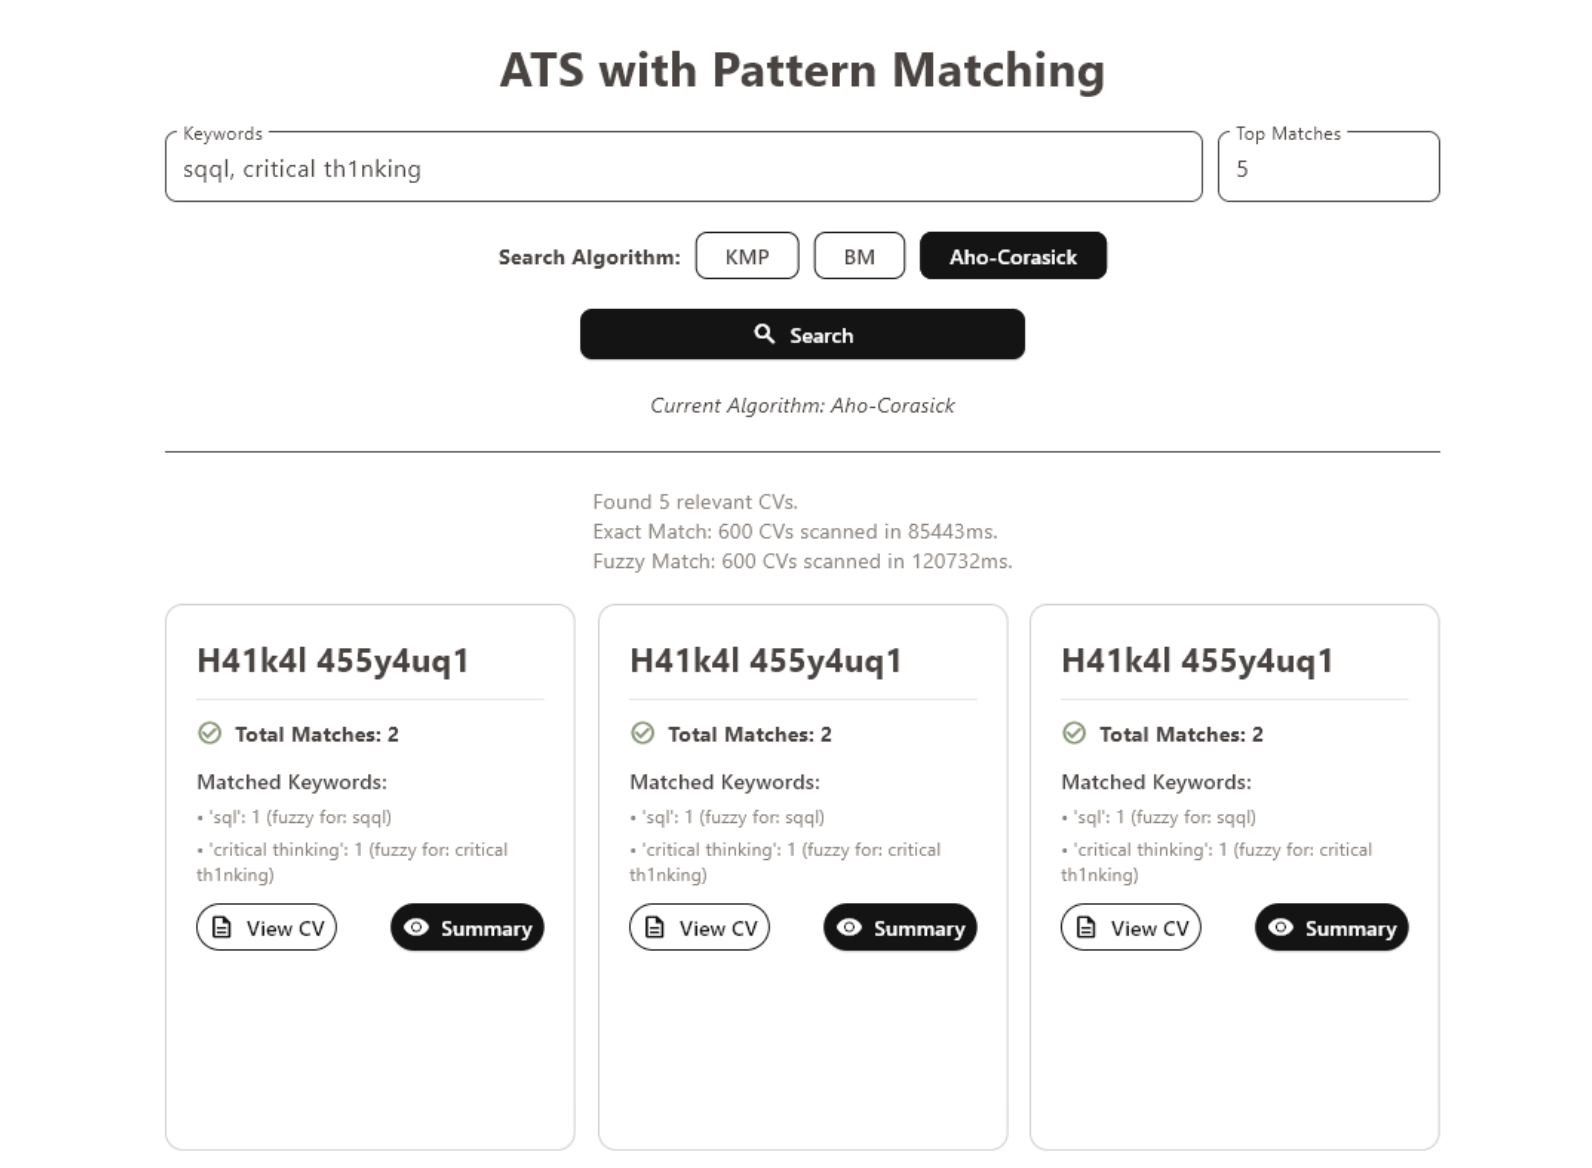 ATS with Pattern Matching
Keywords
sqql, critical th1nking
Top Matches
5
Search Algorithm:
KMP
BM
Aho-Corasick
Search
Current Algorithm: Aho-Corasick
Found 5 relevant CVs.
Exact Match: 600 CVs scanned in 85443ms.
Fuzzy Match: 600 CVs scanned in 120732ms.
H41k4l 455y4uq1
Total Matches: 2
Matched Keywords:
• 'sql': 1 (fuzzy for: sqql)
• 'critical thinking': 1 (fuzzy for: critical
th1nking)
View CV
Summary
H41k4l 455y4uq1
Total Matches: 2
Matched Keywords:
• 'sql': 1 (fuzzy for: sqql)
• 'critical thinking': 1 (fuzzy for: critical
th1nking)
View CV
Summary
H41k4l 455y4uq1
Total Matches: 2
Matched Keywords:
• 'sql': 1 (fuzzy for: sqql)
• 'critical thinking': 1 (fuzzy for: critical
th1nking)
View CV
Summary